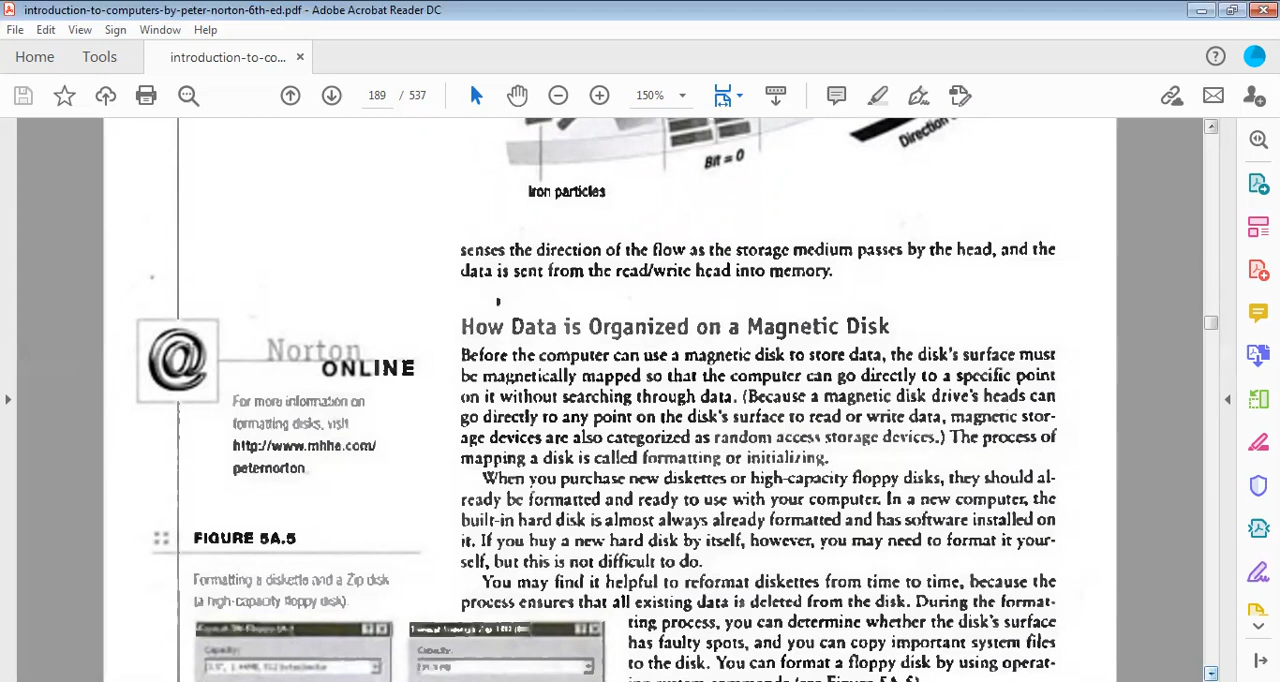 introduction-to-computers-by-peter-norton-6th-ed.pdf - Adobe Acrobat Reader DC
File Edit View Sign Window Help
Home Tools introduction-to-co... ×
189 / 537 150%
Direction
Bit = 0
Iron particles
senses the direction of the flow as the storage medium passes by the head, and the
data is sent from the read/write head into memory.
How Data is Organized on a Magnetic Disk
Before the computer can use a magnetic disk to store data, the disk's surface must
be magnetically mapped so that the computer can go directly to a specific point
on it without searching through data. (Because a magnetic disk drive's heads can
go directly to any point on the disk's surface to read or write data, magnetic stor-
age devices are also categorized as random access storage devices.) The process of
mapping a disk is called formatting or initializing.
When you purchase new diskettes or high-capacity floppy disks, they should al-
ready be formatted and ready to use with your computer. In a new computer, the
built-in hard disk is almost always already formatted and has software installed on
it. If you buy a new hard disk by itself, however, you may need to format it your-
self, but this is not difficult to do.
You may find it helpful to reformat diskettes from time to time, because the
process ensures that all existing data is deleted from the disk. During the format-
ting process, you can determine whether the disk's surface
has faulty spots, and you can copy important system files
to the disk. You can format a floppy disk by using operat-
ing system commands (see Figure 5A.5).
@ Norton
ONLINE
For more information on
formatting disks, visit
http://www.mhhe.com/
peternorton
FIGURE 5A.5
Formatting a diskette and a Zip disk
(a high-capacity floppy disk).
Capacity:
Capacity: